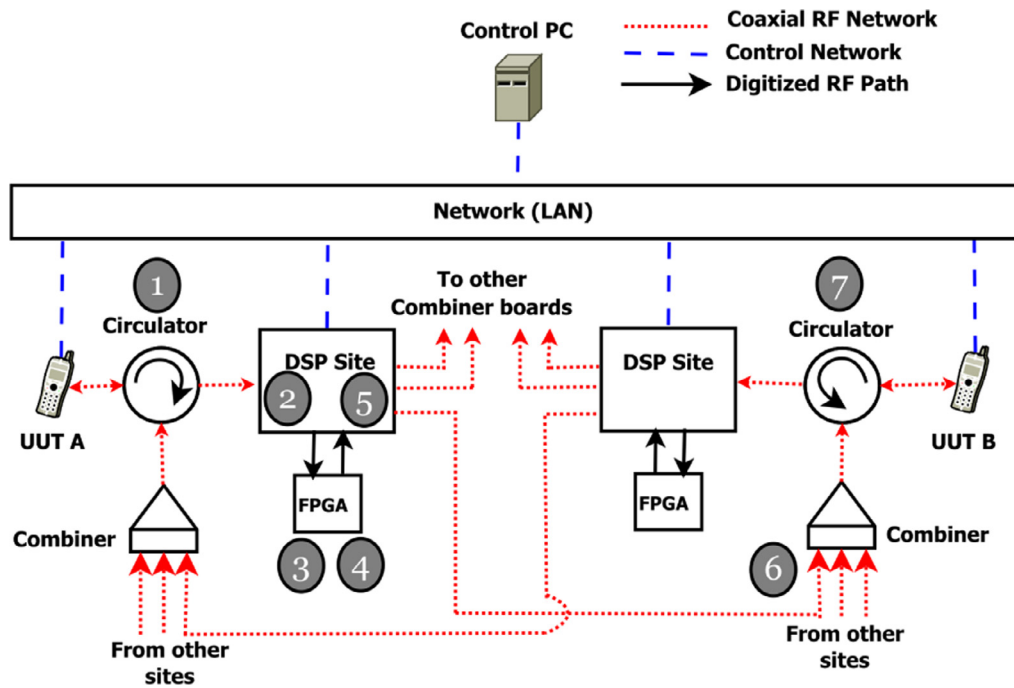 Control PC
Coaxial RF Network
Control Network
Digitized RF Path
Network (LAN)
1
Circulator
To other
Combiner boards
7
Circulator
DSP Site
2
5
DSP Site
UUT A
UUT B
FPGA
FPGA
Combiner
3
4
6
Combiner
From other
sites
From other
sites